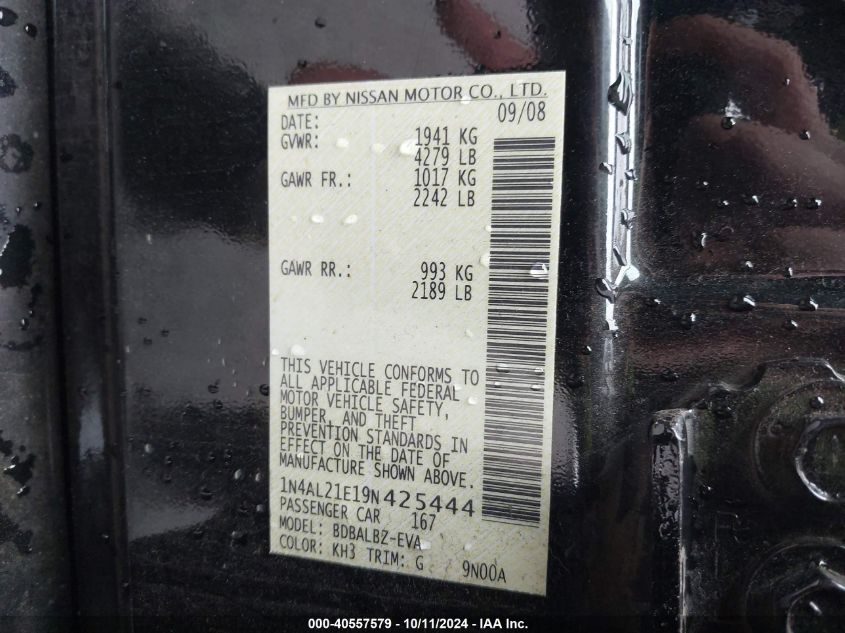 MFD BY NISSAN MOTOR CO., LTD.
DATE: 09/08
GVWR: 1941 KG
4279 LB
GAWR FR.: 1017 KG
2242 LB
GAWR RR.: 993 KG
2189 LB
THIS VEHICLE CONFORMS TO
ALL APPLICABLE FEDERAL
MOTOR VEHICLE SAFETY,
BUMPER, AND THEFT
PREVENTION STANDARDS IN
EFFECT ON THE DATE OF
MANUFACTURE SHOWN ABOVE.
1N4AL21E19N425444
PASSENGER CAR 167
MODEL: BDBALBZ-EVA
COLOR: KH3 TRIM: G 9N00A
000-40557579 - 10/11/2024 - IAA Inc.